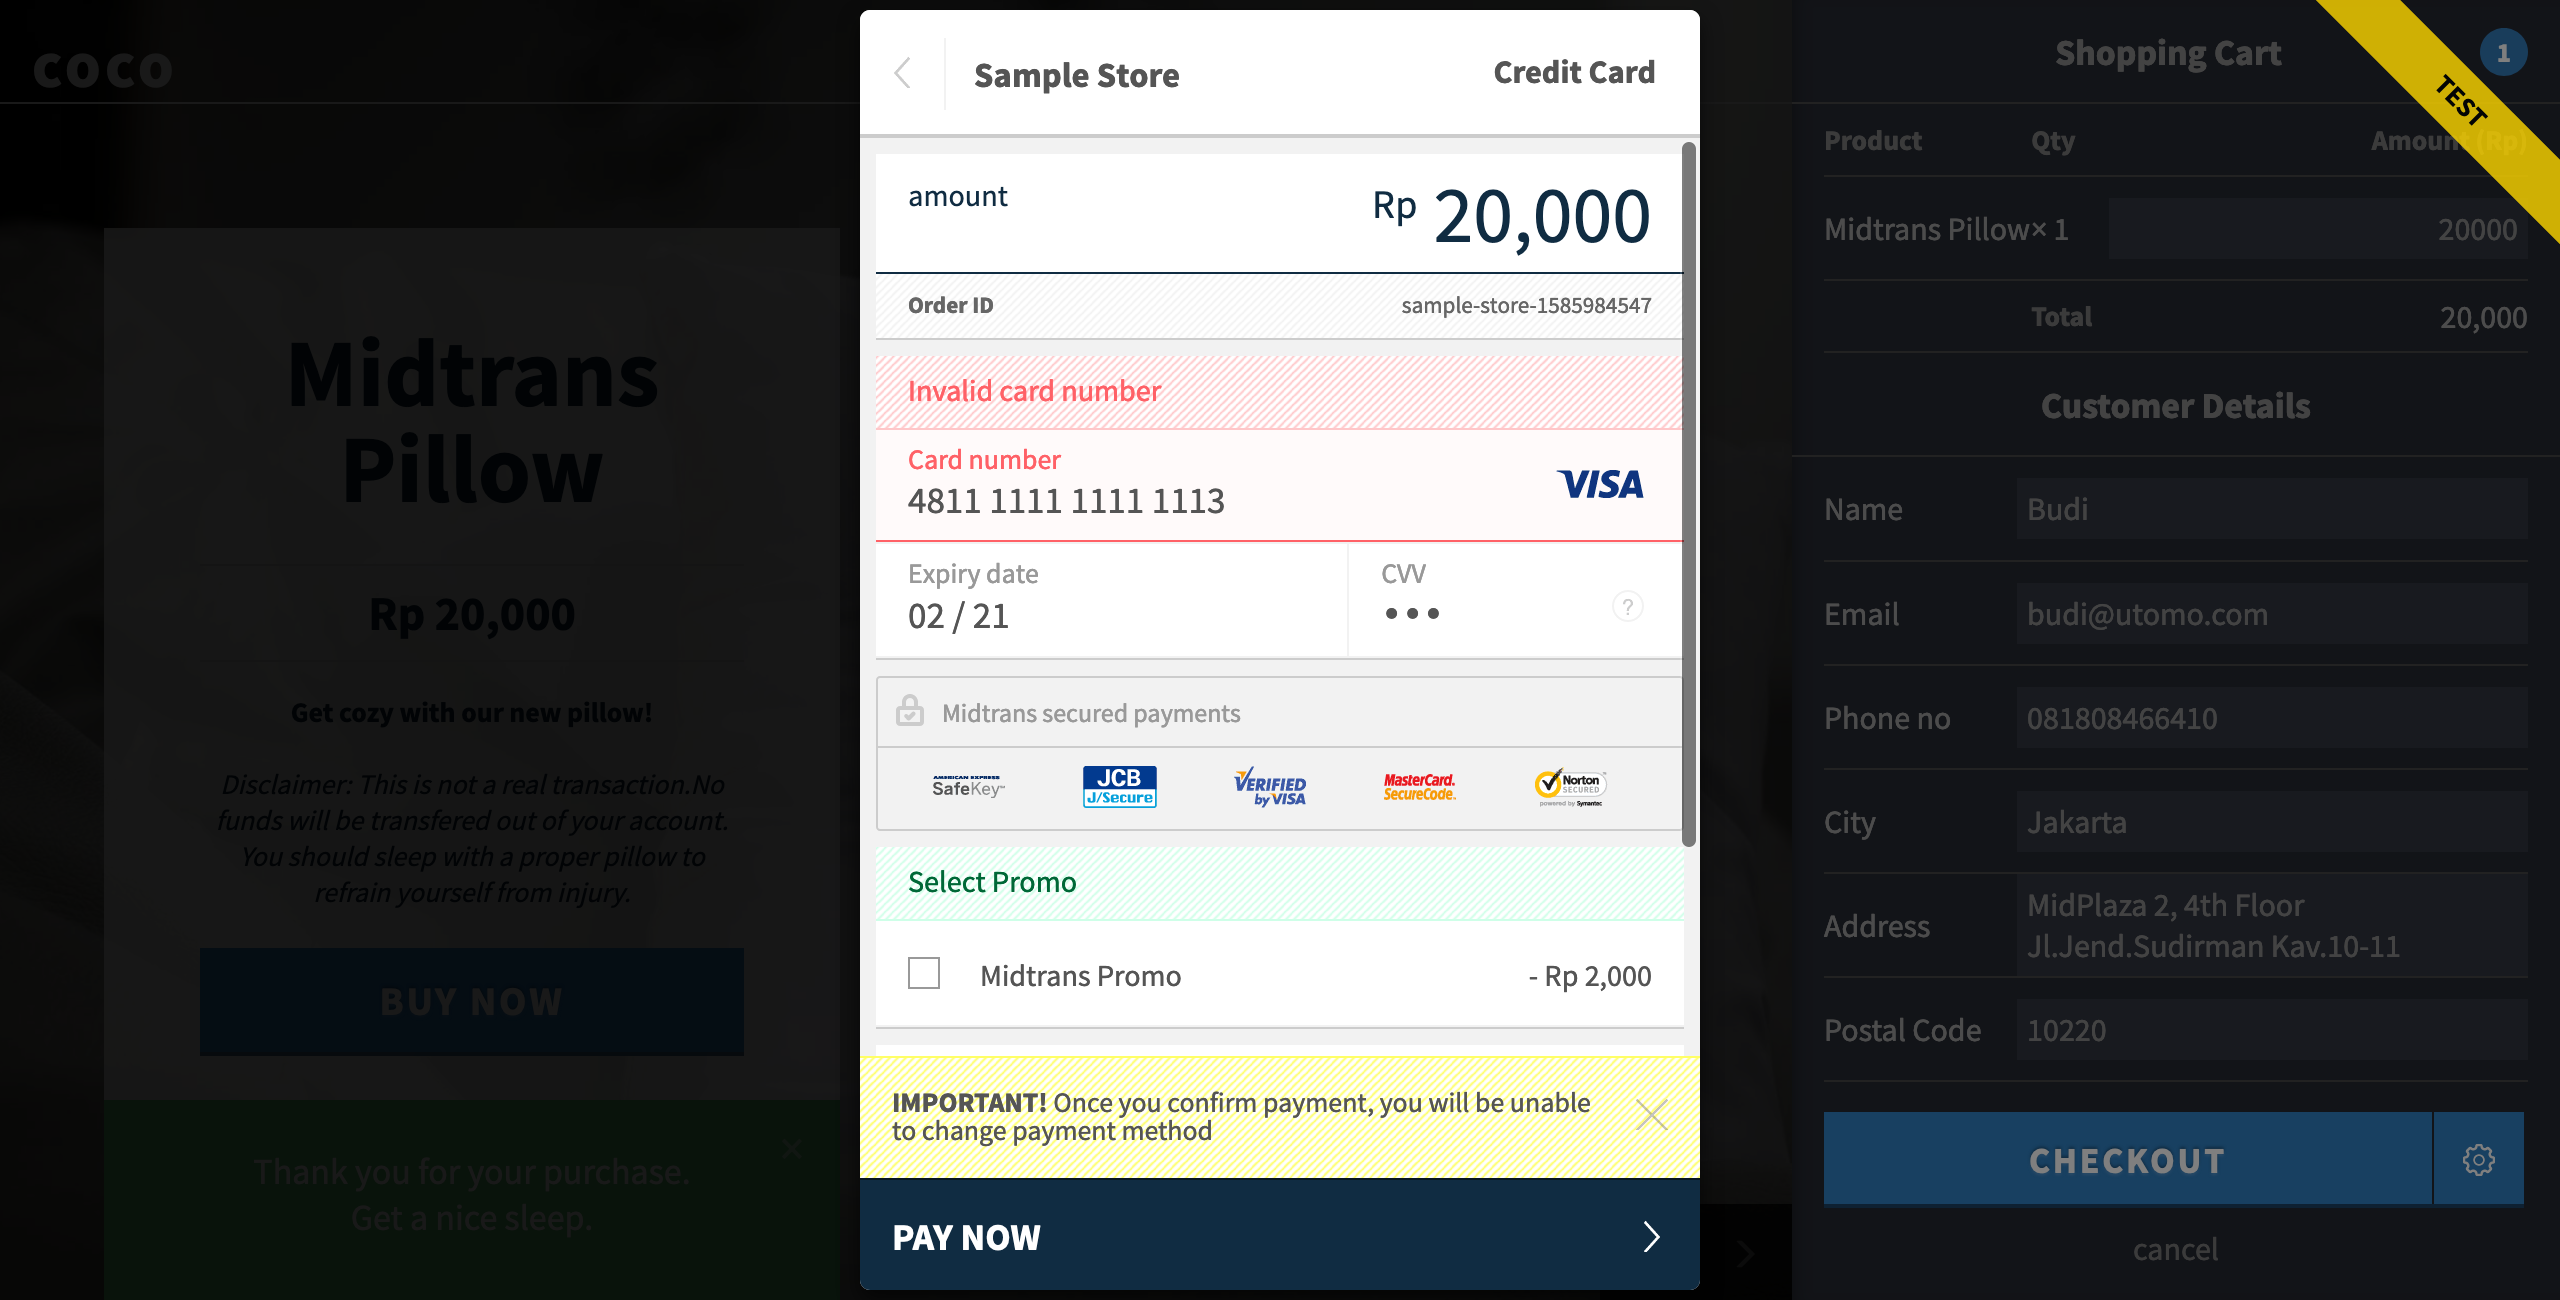 COCO
Midtrans
Pillow
Rp 20,000
Get cozy with our new pillow!
Disclaimer: This is not a real transaction.No
funds will be transfered out of your account.
You should sleep with a proper pillow to
refrain yourself from injury.
BUY NOW
Thank you for your purchase.
Get a nice sleep.
Sample Store
Credit Card
amount
Rp 20,000
Order ID
sample-store-1585984547
Invalid card number
Card number
4811 1111 1111 1113
VISA
Expiry date
02 / 21
CVV
•••
?
Midtrans secured payments
AMERICAN EXPRESS
SafeKey
JCB
J/Secure
VERIFIED
by VISA
MasterCard.
SecureCode.
Norton
SECURED
powered by Symantec
Select Promo
Midtrans Promo
- Rp 2,000
IMPORTANT! Once you confirm payment, you will be unable
to change payment method
PAY NOW
Shopping Cart
1
TEST
Product Qty Amount (Rp)
Midtrans Pillow× 1 20000
Total 20,000
Customer Details
Name Budi
Email budi@utomo.com
Phone no 081808466410
City Jakarta
Address
MidPlaza 2, 4th Floor
Jl.Jend.Sudirman Kav.10-11
Postal Code 10220
CHECKOUT
cancel